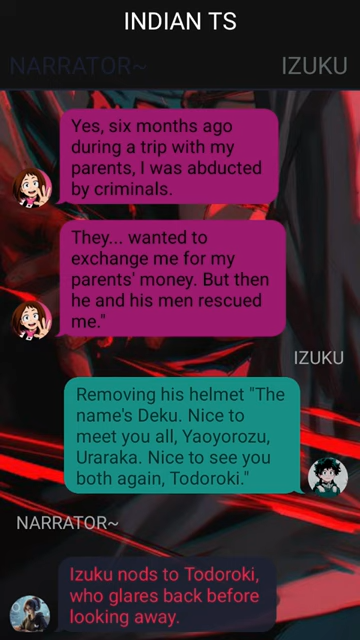 INDIAN TS
NARRATOR~
IZUKU
Yes, six months ago
during a trip with my
parents, I was abducted
by criminals.
They... wanted to
exchange me for my
parents' money. But then
he and his men rescued
me."
IZUKU
Removing his helmet "The
name's Deku. Nice to
meet you all, Yaoyorozu,
Uraraka. Nice to see you
both again, Todoroki."
NARRATOR~
Izuku nods to Todoroki,
who glares back before
looking away.